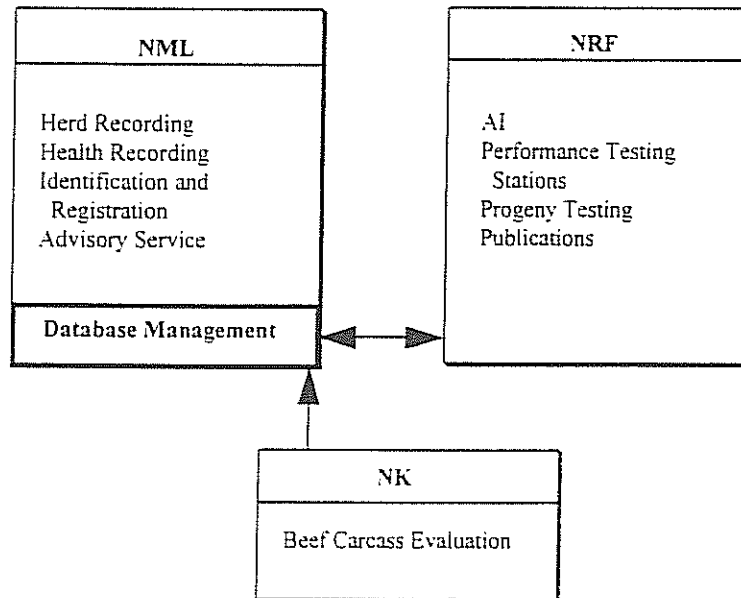 NML
Herd Recording
Health Recording
Identification and
Registration
Advisory Service
Database Management
NRF
AI
Performance Testing
Stations
Progeny Testing
Publications
NK
Beef Carcass Evaluation